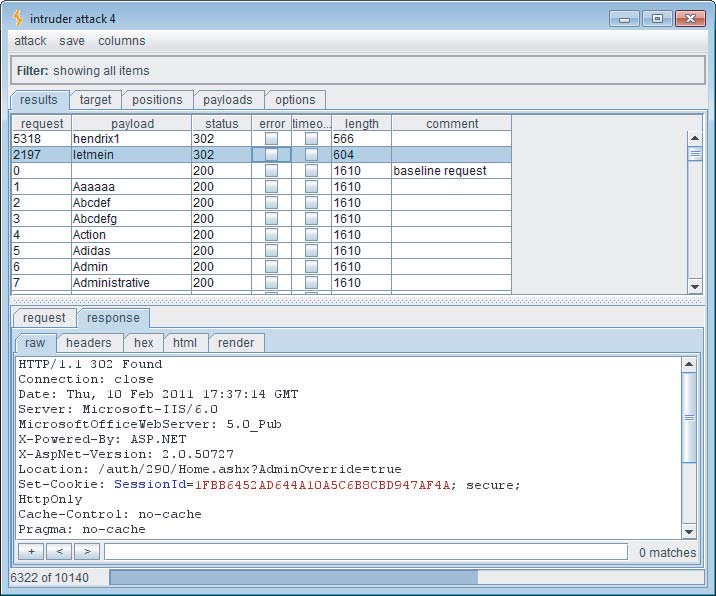 intruder attack 4
attack save columns
Filter: showing all items
results target positions payloads options
request payload status error timeo... length comment
5318 hendrix1 302 566
2197 letmein 302 604
0 200 1610 baseline request
1 Aaaaaa 200 1610
2 Abcdef 200 1610
3 Abcdefg 200 1610
4 Action 200 1610
5 Adidas 200 1610
6 Admin 200 1610
7 Administrative 200 1610
request response
raw headers hex html render
HTTP/1.1 302 Found
Connection: close
Date: Thu, 10 Feb 2011 17:37:14 GMT
Server: Microsoft-IIS/6.0
MicrosoftOfficeWebServer: 5.0_Pub
X-Powered-By: ASP.NET
X-AspNet-Version: 2.0.50727
Location: /auth/290/Home.ashx?AdminOverride=true
Set-Cookie: SessionId=1FBB6452AD644A10A5C6B8CBD947AF4A; secure;
HttpOnly
Cache-Control: no-cache
Pragma: no-cache
+ < > 0 matches
6322 of 10140